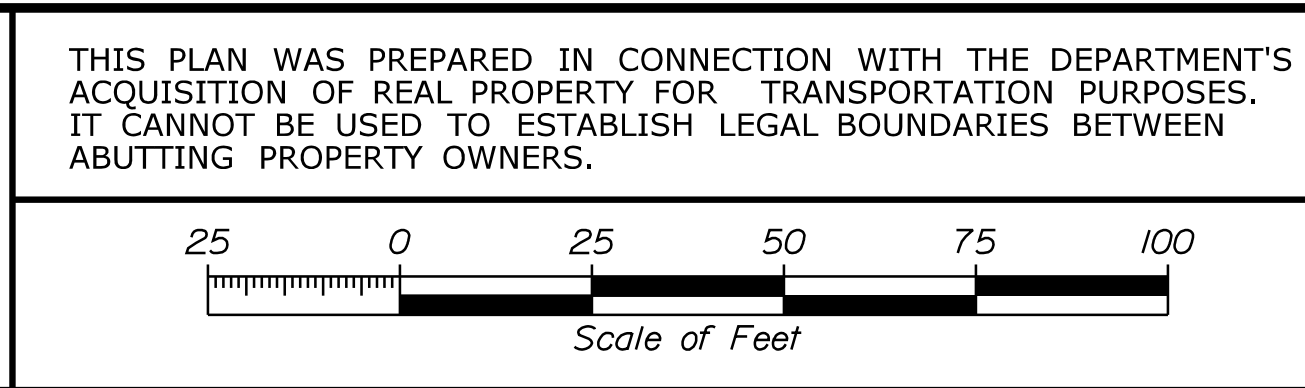 THIS PLAN WAS PREPARED IN CONNECTION WITH THE DEPARTMENT'S
ACQUISITION OF REAL PROPERTY FOR TRANSPORTATION PURPOSES.
IT CANNOT BE USED TO ESTABLISH LEGAL BOUNDARIES BETWEEN
ABUTTING PROPERTY OWNERS.
25 0 25 50 75 100
Scale of Feet